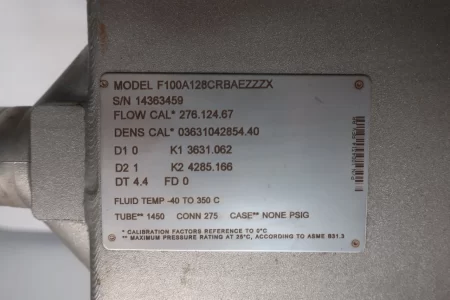 MODEL F100A128CRBAEZZZX
S/N 14363459
FLOW CAL* 276.124.67
DENS CAL* 03631042854.40
D1 0 K1 3631.062
D2 1 K2 4285.166
DT 4.4 FD 0
FLUID TEMP -40 TO 350 C
TUBE** 1450 CONN 275 CASE** NONE PSIG
* CALIBRATION FACTORS REFERENCE TO 0°C
** MAXIMUM PRESSURE RATING AT 25°C, ACCORDING TO ASME B31.3